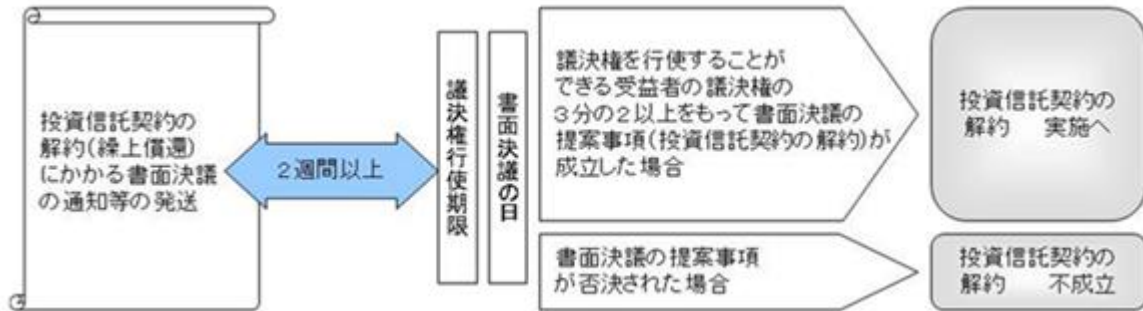 投資信託契約の
解約(繰上償還)
にかかる書面決議
の通知等の発送
2週間以上
議決権行使期限
書面決議の日
議決権を行使することが
できる受益者の議決権の
3分の2以上をもって書面決議の
提案事項(投資信託契約の解約)が
成立した場合
投資信託契約の
解約 実施へ
書面決議の提案事項
が否決された場合
投資信託契約の
解約 不成立